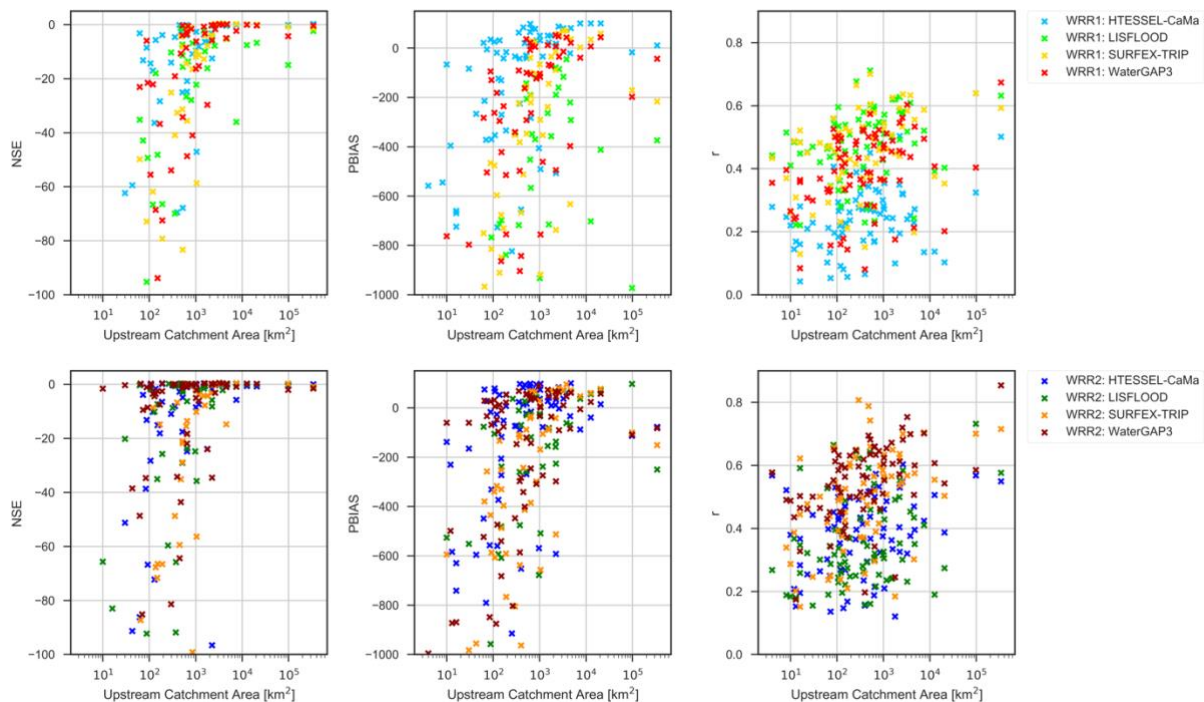 0
−20
−40
−60
−80
−100
NSE
10¹ 10² 10³ 10⁴ 10⁵
Upstream Catchment Area [km²]
0
−200
−400
−600
−800
−1000
PBIAS
10¹ 10² 10³ 10⁴ 10⁵
Upstream Catchment Area [km²]
0.8
0.6
0.4
0.2
0.0
r
10¹ 10² 10³ 10⁴ 10⁵
Upstream Catchment Area [km²]
WRR1: HTESSEL-CaMa
WRR1: LISFLOOD
WRR1: SURFEX-TRIP
WRR1: WaterGAP3
0
−20
−40
−60
−80
−100
NSE
10¹ 10² 10³ 10⁴ 10⁵
Upstream Catchment Area [km²]
0
−200
−400
−600
−800
−1000
PBIAS
10¹ 10² 10³ 10⁴ 10⁵
Upstream Catchment Area [km²]
0.8
0.6
0.4
0.2
0.0
r
10¹ 10² 10³ 10⁴ 10⁵
Upstream Catchment Area [km²]
WRR2: HTESSEL-CaMa
WRR2: LISFLOOD
WRR2: SURFEX-TRIP
WRR2: WaterGAP3